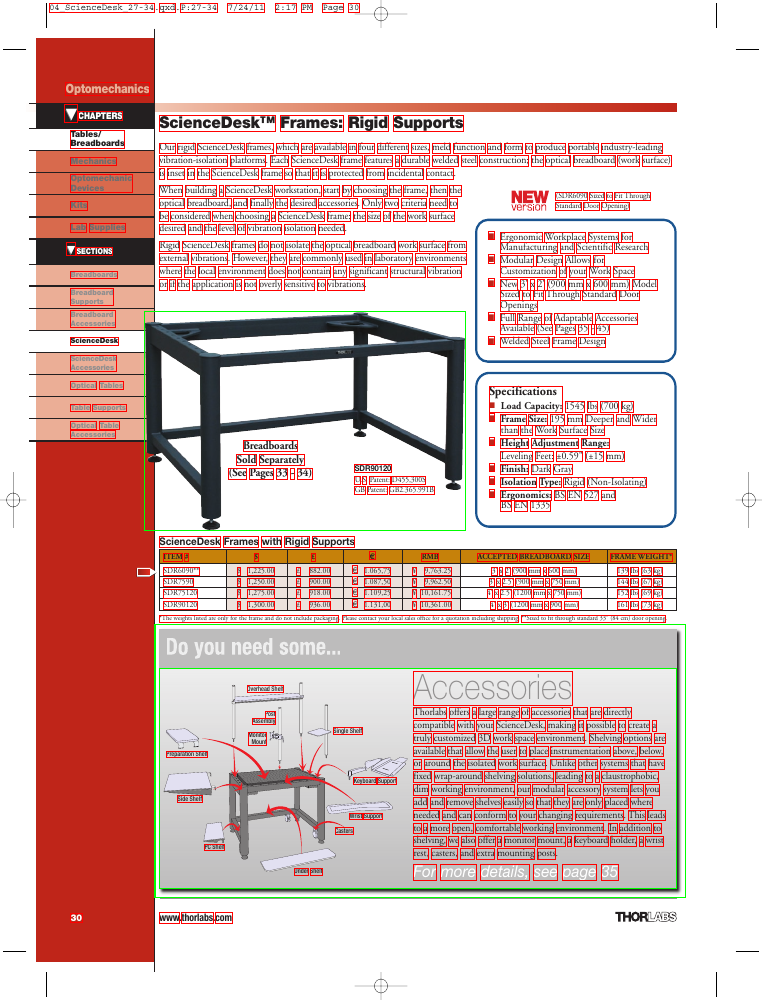 04 ScienceDesk 27-34.qxd.P:27-34 7/24/11 2:17 PM Page 30
Optomechanics
CHAPTERS
Tables/
Breadboards
Mechanics
Optomechanic
Devices
Kits
Lab Supplies
SECTIONS
Breadboards
Breadboard
Supports
Breadboard
Accessories
ScienceDesk
ScienceDesk
Accessories
Optical Tables
Table Supports
Optical Table
Accessories
ScienceDesk™ Frames: Rigid Supports
Our rigid ScienceDesk frames, which are available in four different sizes, meld function and form to produce portable industry-leading
vibration-isolation platforms. Each ScienceDesk frame features a durable welded steel construction; the optical breadboard (work surface)
is inset in the ScienceDesk frame so that it is protected from incidental contact.
When building a ScienceDesk workstation, start by choosing the frame, then the
optical breadboard, and finally the desired accessories. Only two criteria need to
be considered when choosing a ScienceDesk frame: the size of the work surface
desired and the level of vibration isolation needed.
Rigid ScienceDesk frames do not isolate the optical breadboard work surface from
external vibrations. However, they are commonly used in laboratory environments
where the local environment does not contain any significant structural vibration
or if the application is not overly sensitive to vibrations.
NEW
version
(SDR6090 Sized to Fit Through
Standard Door Opening)
Ergonomic Workplace Systems for
Manufacturing and Scientific Research
Modular Design Allows for
Customization of your Work Space
New 3' x 2' (900 mm x 600 mm) Model
Sized to Fit Through Standard Door
Openings
Full Range of Adaptable Accessories
Available (See Pages 35 - 45)
Welded Steel Frame Design
Specifications
Load Capacity: 1545 lbs (700 kg)
Frame Size: 195 mm Deeper and Wider
than the Work Surface Size
Height Adjustment Range:
Leveling Feet: ±0.59" (±15 mm)
Finish: Dark Gray
Isolation Type: Rigid (Non-Isolating)
Ergonomics: BS EN 527 and
BS EN 1335
Breadboards
Sold Separately
(See Pages 33 - 34)
SDR90120
U.S. Patent: D455,300S
GB Patent: GB2,365,991B
ScienceDesk Frames with Rigid Supports
ITEM # $ £ € RMB ACCEPTED BREADBOARD SIZE FRAME WEIGHT*
SDR6090** $ 1,225.00 £ 882.00 € 1.065,75 ¥ 9,763.25 3' x 2' (900 mm x 600 mm) 139 lbs (63 kg)
SDR7590 $ 1,250.00 £ 900.00 € 1.087,50 ¥ 9,962.50 3' x 2.5' (900 mm x 750 mm) 144 lbs (67 kg)
SDR75120 $ 1,275.00 £ 918.00 € 1.109,25 ¥ 10,161.75 4' x 2.5' (1200 mm x 750 mm) 152 lbs (69 kg)
SDR90120 $ 1,300.00 £ 936.00 € 1.131,00 ¥ 10,361.00 4' x 3' (1200 mm x 900 mm) 161 lbs (73 kg)
*The weights listed are only for the frame and do not include packaging. Please contact your local sales office for a quotation including shipping. **Sized to be through standard 33" (84 cm) door opening.
Do you need some...
Overhead Shelf
Post
Assembly
Monitor
Mount
Single Shelf
Preparation Shelf
Keyboard Support
Side Shelf
Wrist Support
Casters
PC Shelf
Under Shelf
Accessories
Thorlabs offers a large range of accessories that are directly
compatible with your ScienceDesk, making it possible to create a
truly customized 3D work space environment. Shelving options are
available that allow the user to place instrumentation above, below,
or around the isolated work surface. Unlike other systems that have
fixed wrap-around shelving solutions, leading to a claustrophobic,
dim working environment, our modular accessory system lets you
add and remove shelves easily so that they are only placed where
needed and can conform to your changing requirements. This leads
to a more open, comfortable working environment. In addition to
shelving, we also offer a monitor mount, a keyboard holder, a wrist
rest, casters, and extra mounting posts.
For more details, see page 35
30
www.thorlabs.com
THORLABS